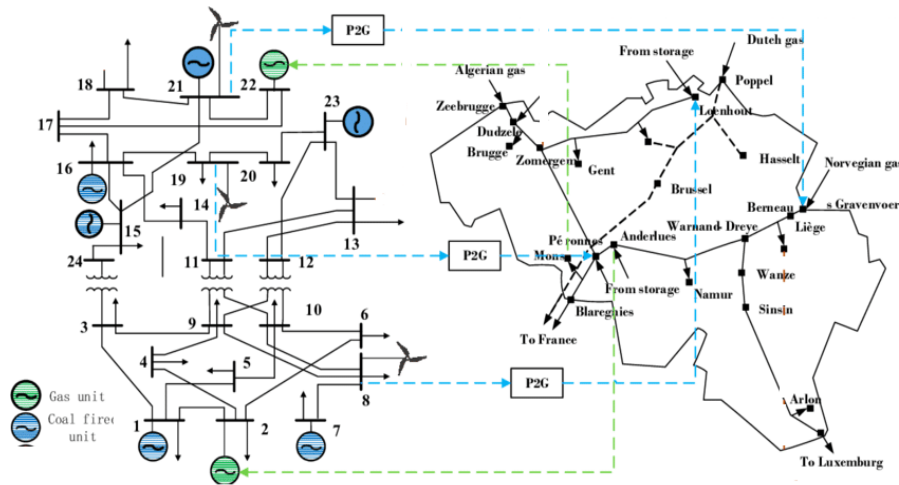 P2G
Dutch gas
From storage
Poppel
18
21
22
Algerian gas
Zeebrugge
Loenhout
23
17
Dudzele
Brugge
Zomergem
Gent
Hasselt
16
19
20
Norvegian gas
14
Brussel
15
Berneau
s Gravenvoer
Warnand-Dreye
Liège
13
Pé ronnes
Anderlues
24
11
12
P2G
Mons
Wanze
From storage
Namur
Blaregnies
Sinsin
3
9
10
6
To France
4
5
8
P2G
Gas unit
Coal fired
unit
1
2
7
Arlon
To Luxemburg